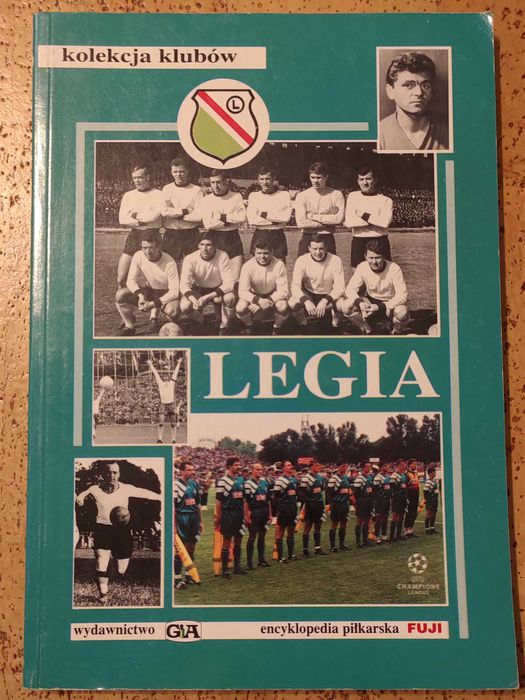 kolekcja klubów
L
LEGIA
CHAMPIONS
LEAGUE
wydawnictwo GiA encyklopedia piłkarska FUJI